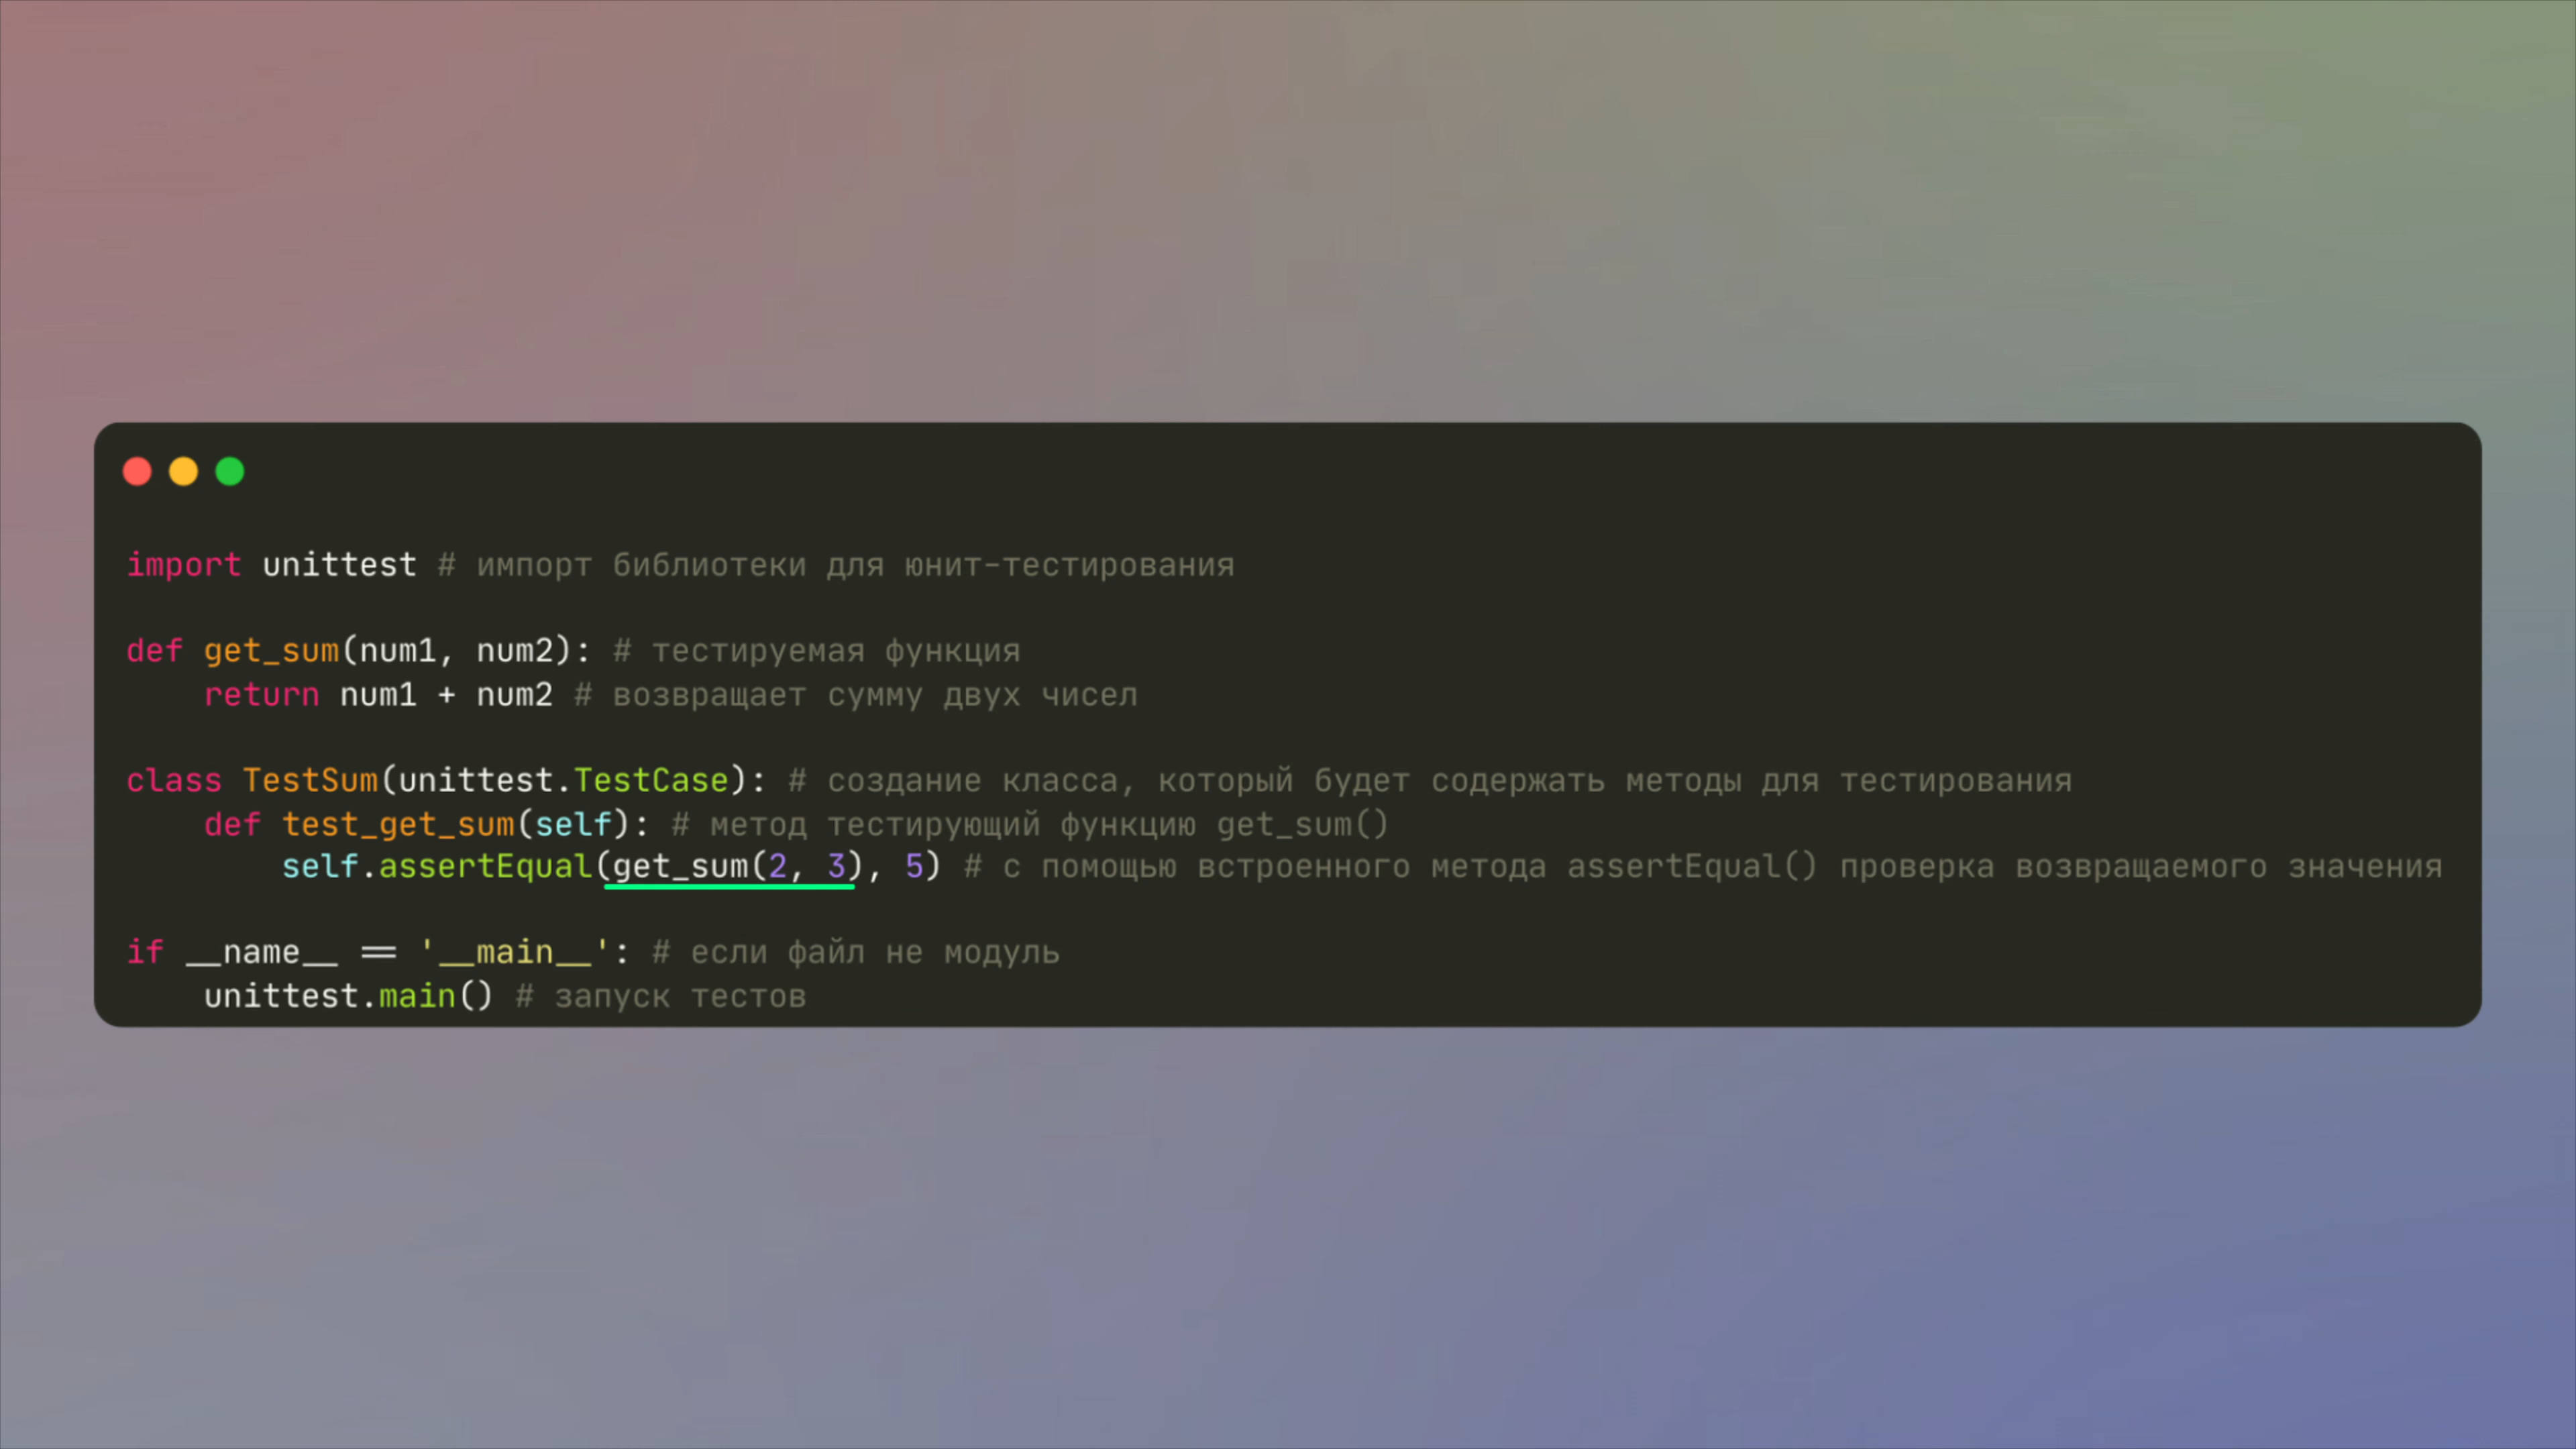 import unittest # импорт библиотеки для юнит-тестирования
def get_sum(num1, num2): # тестируемая функция
return num1 + num2 # возвращает сумму двух чисел
class TestSum(unittest.TestCase): # создание класса, который будет содержать методы для тестирования
def test_get_sum(self): # метод тестирующий функцию get_sum()
self.assertEqual(get_sum(2, 3), 5) # с помощью встроенного метода assertEqual() проверка возвращаемого значения
if __name__ == '__main__': # если файл не модуль
unittest.main() # запуск тестов